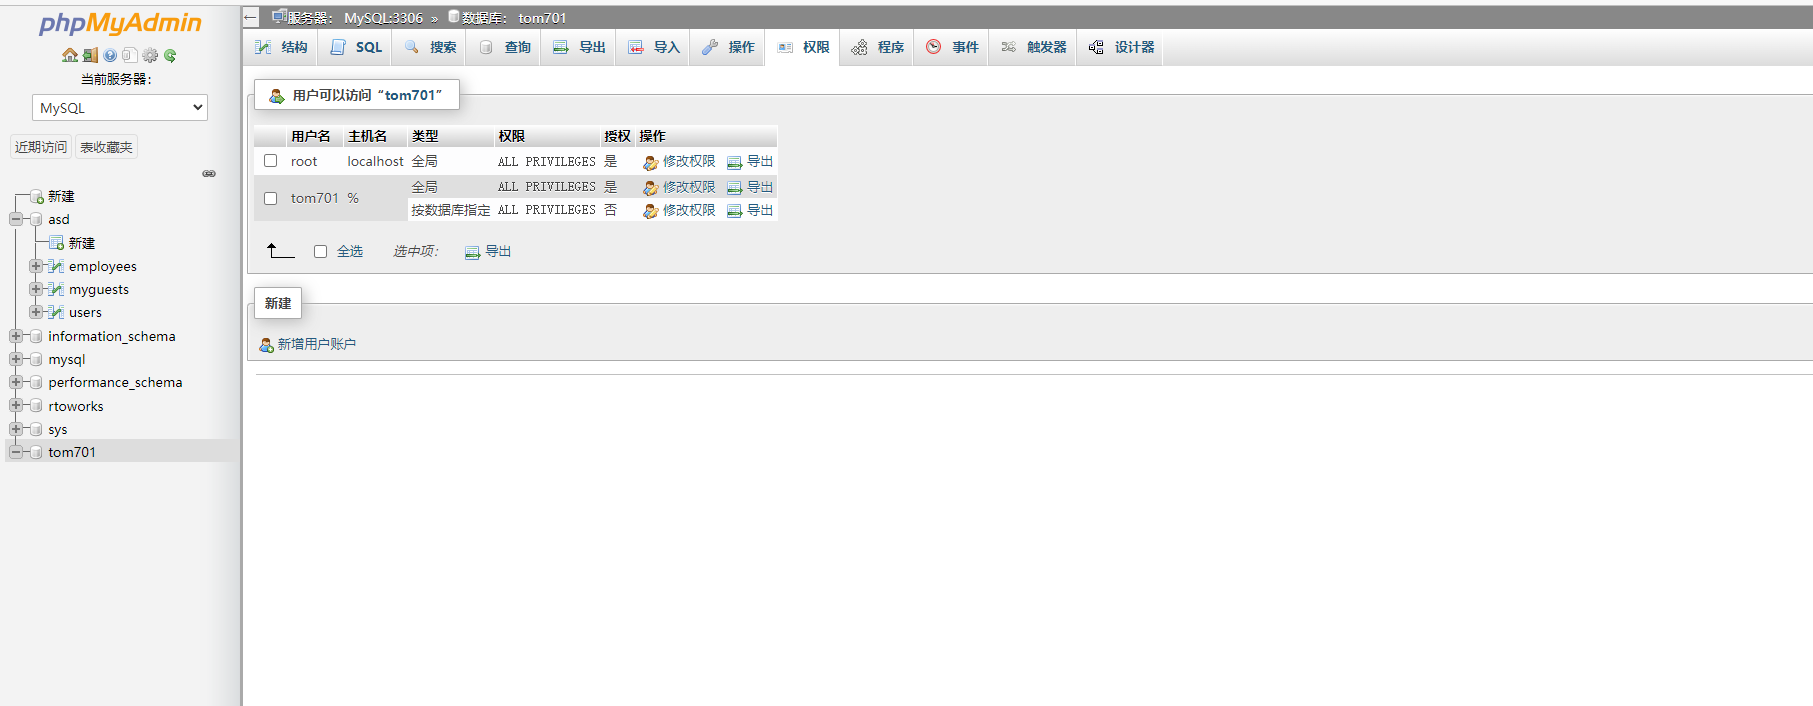 phpMyAdmin
当前服务器：
MySQL
近期访问 表收藏夹
新建
asd
新建
employees
myguests
users
information_schema
mysql
performance_schema
rtoworks
sys
tom701
服务器： MySQL:3306 » 数据库： tom701
结构 SQL 搜索 查询 导出 导入 操作 权限 程序 事件 触发器 设计器
用户可以访问“tom701”
用户名 主机名 类型 权限 授权 操作
root localhost 全局 ALL PRIVILEGES 是 修改权限 导出
tom701 % 全局 ALL PRIVILEGES 是 修改权限 导出
按数据库指定 ALL PRIVILEGES 否 修改权限 导出
全选 选中项： 导出
新建
新增用户账户